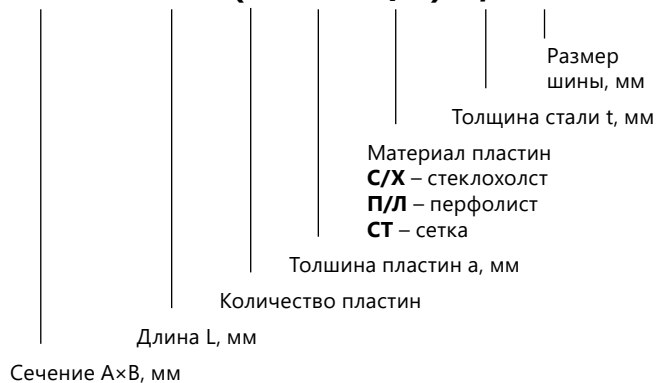 Размер
шины, мм
Толщина стали t, мм
Материал пластин
С/Х – стеклохолст
П/Л – перфолист
СТ – сетка
Толшина пластин a, мм
Количество пластин
Длина L, мм
Сечение А×В, мм